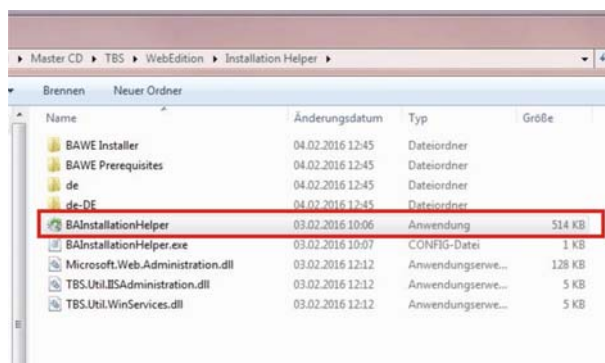 Master CD ▸ TBS ▸ WebEdition ▸ Installation Helper ▸
Brennen Neuer Ordner
Name Änderungsdatum Typ Größe
BAWE Installer 04.02.2016 12:45 Dateiordner
BAWE Prerequisites 04.02.2016 12:45 Dateiordner
de 04.02.2016 12:45 Dateiordner
de-DE 04.02.2016 12:45 Dateiordner
BAInstallationHelper 03.02.2016 10:06 Anwendung 514 KB
BAInstallationHelper.exe 03.02.2016 10:07 CONFIG-Datei 1 KB
Microsoft.Web.Administration.dll 03.02.2016 12:12 Anwendungserwe... 128 KB
TBS.Util.IISAdministration.dll 03.02.2016 12:12 Anwendungserwe... 5 KB
TBS.Util.WinServices.dll 03.02.2016 12:12 Anwendungserwe... 5 KB